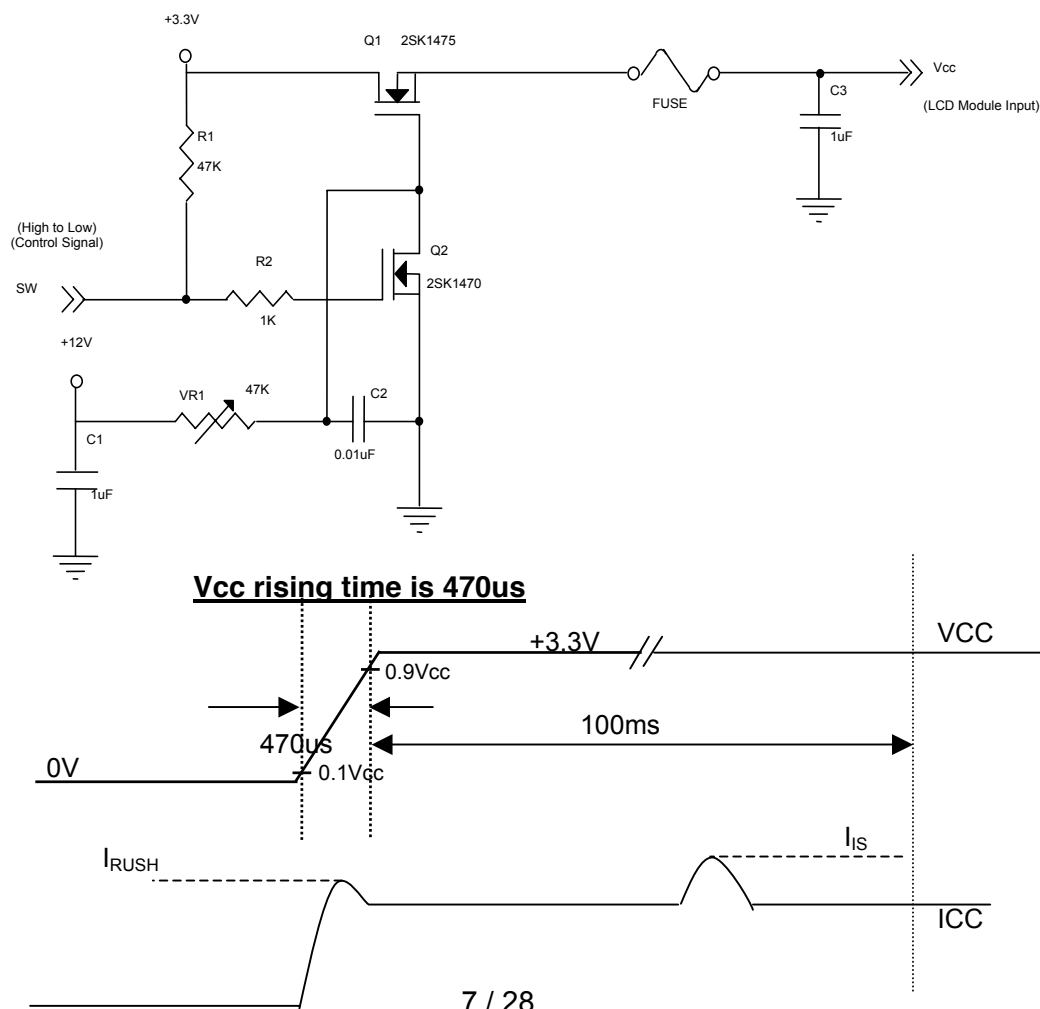 +3.3V
Q1 2SK1475
Vcc
FUSE
C3
(LCD Module Input)
R1
1uF
47K
(High to Low)
(Control Signal)
Q2
R2
SW
2SK1470
1K
+12V
VR1
47K
C2
C1
0.01uF
1uF
Vcc rising time is 470us
+3.3V
VCC
0.9Vcc
100ms
470us
0V
0.1Vcc
IRUSH
IIS
ICC
7 / 28